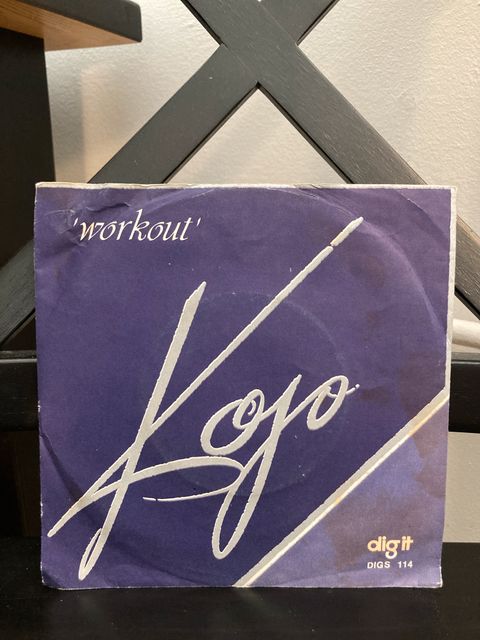 'workout'
Kojo
dig it
DIGS 114